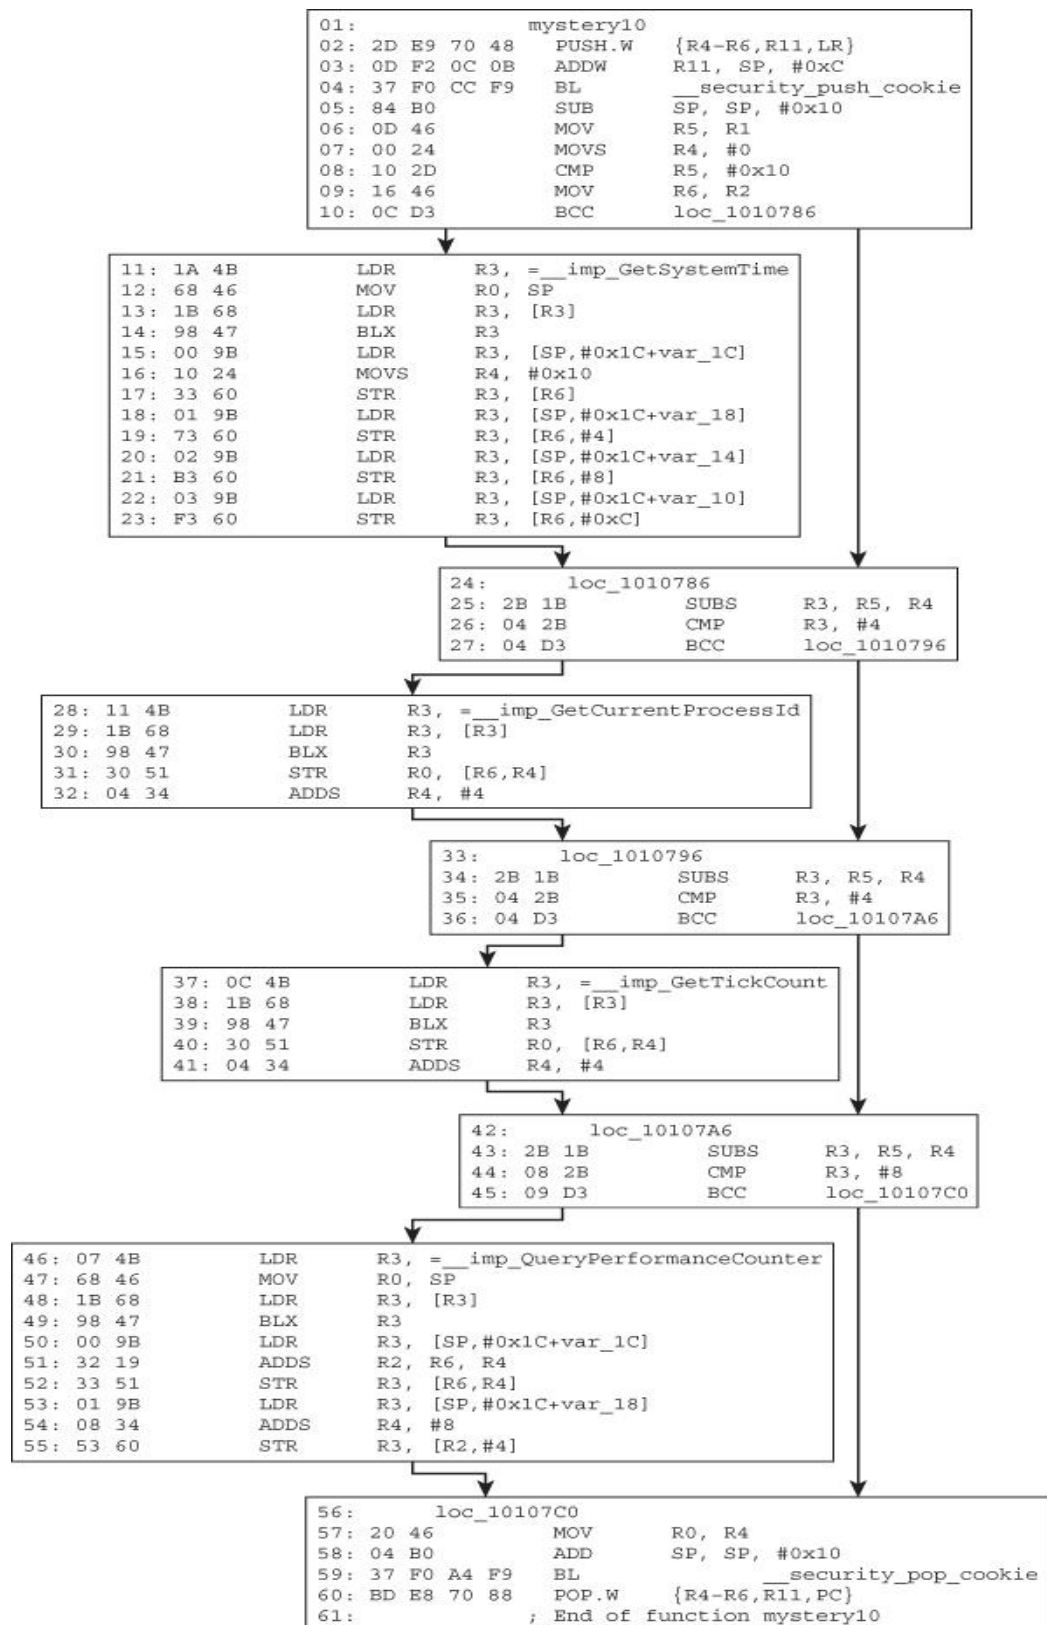 01: mystery10
02: 2D E9 70 48 PUSH.W {R4-R6,R11,LR}
03: 0D F2 0C 0B ADDW R11, SP, #0xC
04: 37 F0 CC F9 BL __security_push_cookie
05: 84 B0 SUB SP, SP, #0x10
06: 0D 46 MOV R5, R1
07: 00 24 MOVS R4, #0
08: 10 2D CMP R5, #0x10
09: 16 46 MOV R6, R2
10: 0C D3 BCC loc_1010786
11: 1A 4B LDR R3, =__imp_GetSystemTime
12: 68 46 MOV R0, SP
13: 1B 68 LDR R3, [R3]
14: 98 47 BLX R3
15: 00 9B LDR R3, [SP,#0x1C+var_1C]
16: 10 24 MOVS R4, #0x10
17: 33 60 STR R3, [R6]
18: 01 9B LDR R3, [SP,#0x1C+var_18]
19: 73 60 STR R3, [R6,#4]
20: 02 9B LDR R3, [SP,#0x1C+var_14]
21: B3 60 STR R3, [R6,#8]
22: 03 9B LDR R3, [SP,#0x1C+var_10]
23: F3 60 STR R3, [R6,#0xC]
24: loc_1010786
25: 2B 1B SUBS R3, R5, R4
26: 04 2B CMP R3, #4
27: 04 D3 BCC loc_1010796
28: 11 4B LDR R3, =__imp_GetCurrentProcessId
29: 1B 68 LDR R3, [R3]
30: 98 47 BLX R3
31: 30 51 STR R0, [R6,R4]
32: 04 34 ADDS R4, #4
33: loc_1010796
34: 2B 1B SUBS R3, R5, R4
35: 04 2B CMP R3, #4
36: 04 D3 BCC loc_10107A6
37: 0C 4B LDR R3, =__imp_GetTickCount
38: 1B 68 LDR R3, [R3]
39: 98 47 BLX R3
40: 30 51 STR R0, [R6,R4]
41: 04 34 ADDS R4, #4
42: loc_10107A6
43: 2B 1B SUBS R3, R5, R4
44: 08 2B CMP R3, #8
45: 09 D3 BCC loc_10107C0
46: 07 4B LDR R3, =__imp_QueryPerformanceCounter
47: 68 46 MOV R0, SP
48: 1B 68 LDR R3, [R3]
49: 98 47 BLX R3
50: 00 9B LDR R3, [SP,#0x1C+var_1C]
51: 32 19 ADDS R2, R6, R4
52: 33 51 STR R3, [R6,R4]
53: 01 9B LDR R3, [SP,#0x1C+var_18]
54: 08 34 ADDS R4, #8
55: 53 60 STR R3, [R2,#4]
56: loc_10107C0
57: 20 46 MOV R0, R4
58: 04 B0 ADD SP, SP, #0x10
59: 37 F0 A4 F9 BL __security_pop_cookie
60: BD E8 70 88 POP.W {R4-R6,R11,PC}
61: ; End of function mystery10